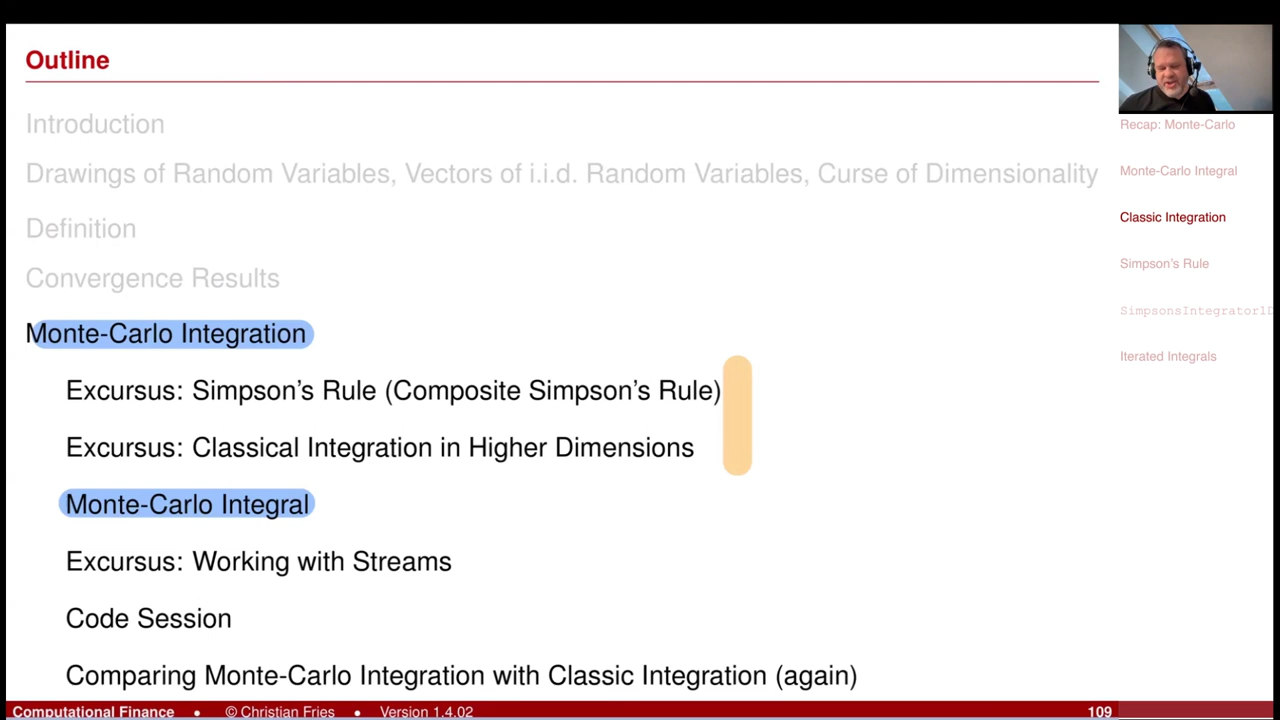 Outline
Introduction
Drawings of Random Variables, Vectors of i.i.d. Random Variables, Curse of Dimensionality
Definition
Convergence Results
Monte-Carlo Integration
Excursus: Simpson's Rule (Composite Simpson's Rule)
Excursus: Classical Integration in Higher Dimensions
Monte-Carlo Integral
Excursus: Working with Streams
Code Session
Comparing Monte-Carlo Integration with Classic Integration (again)
Recap: Monte-Carlo
Monte-Carlo Integral
Classic Integration
Simpson's Rule
SimpsonsIntegrator1D
Iterated Integrals
Computational Finance • © Christian Fries • Version 1.4.02 109